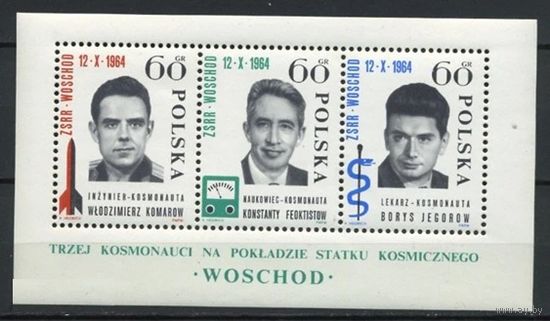 ZSRR · WOSCHOD
12 - X - 1964
60 GR
POLSKA
INŻYNIER - KOSMONAUTA
WŁODZIMIERZ KOMAROW
ZSRR · WOSCHOD
12 - X - 1964
60 GR
POLSKA
NAUKOWIEC - KOSMONAUTA
KONSTANTY FEOKTISTOW
ZSRR · WOSCHOD
12 - X - 1964
60 GR
POLSKA
LEKARZ - KOSMONAUTA
BORYS JEGOROW
TRZEJ KOSMONAUCI NA POKŁADZIE STATKU KOSMICZNEGO
· WOSCHOD ·